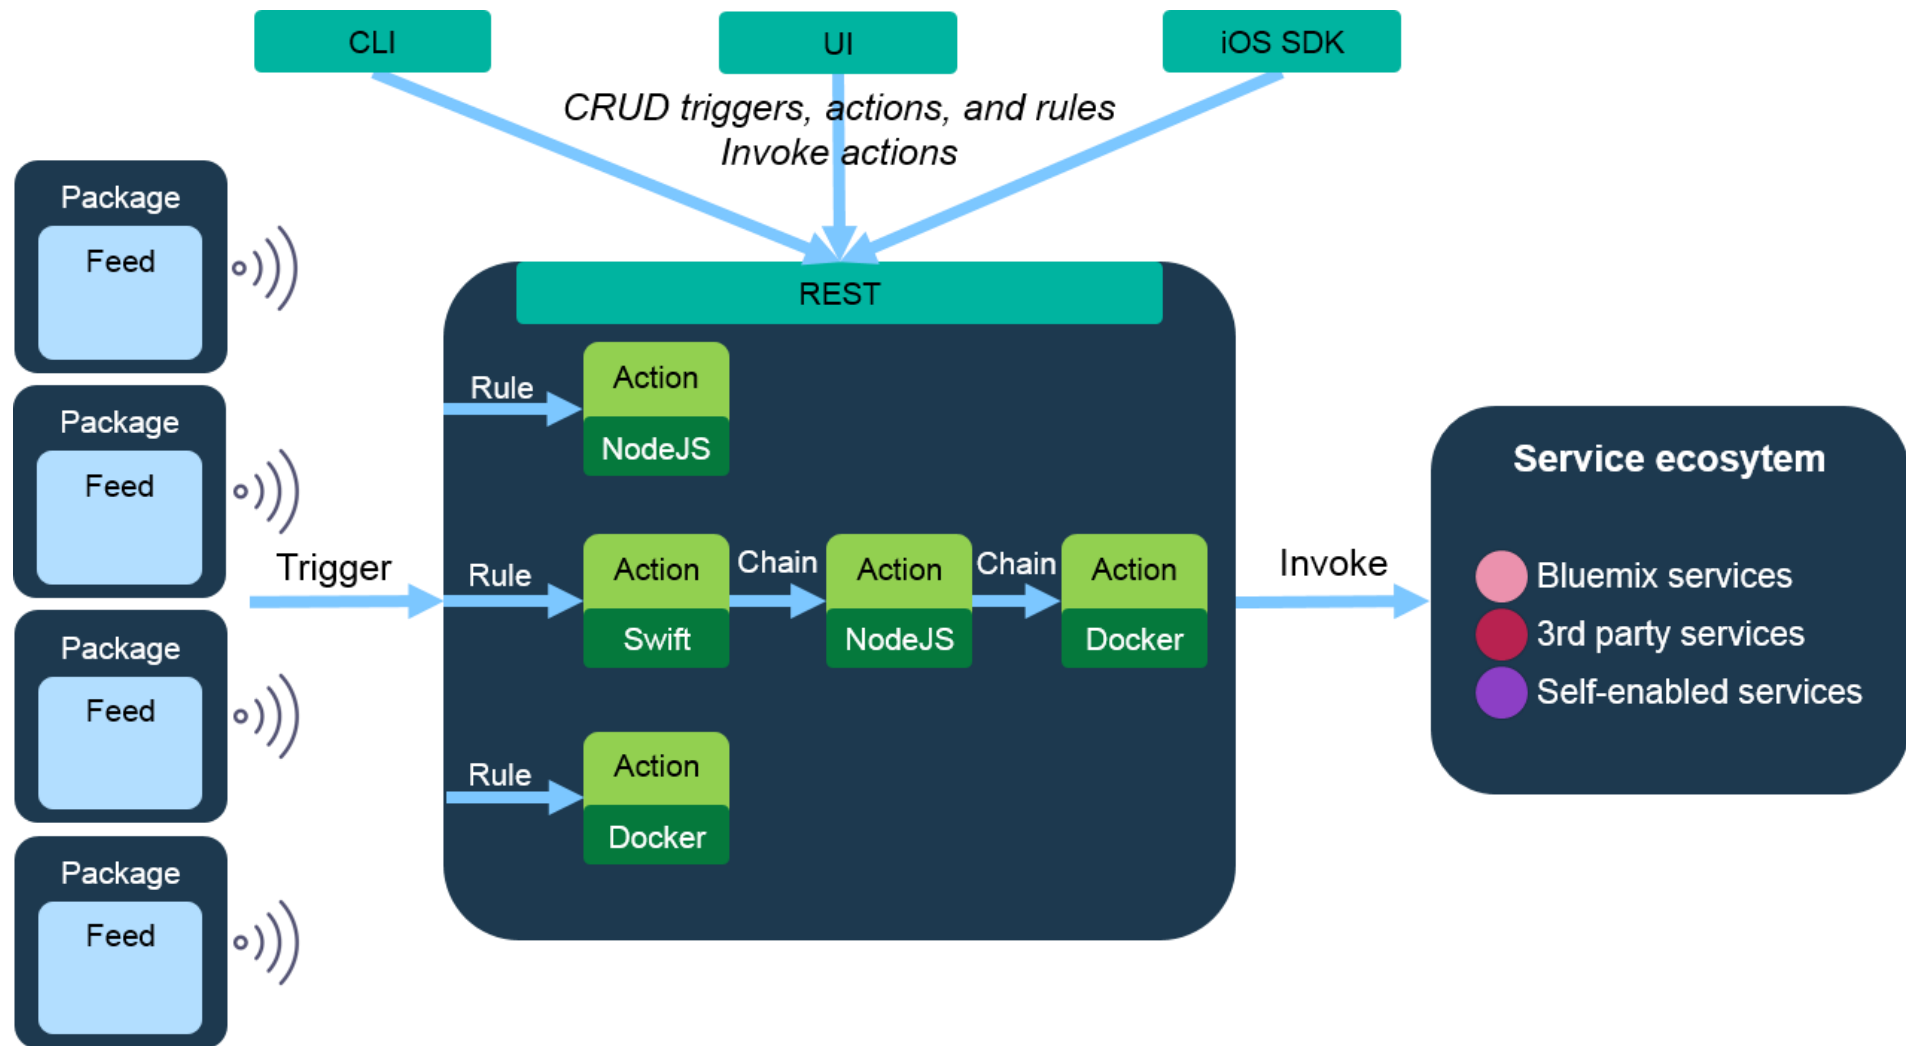 CLI
UI
iOS SDK
CRUD triggers, actions, and rules
Invoke actions
Package
Feed
Package
Feed
Package
Feed
Package
Feed
Trigger
REST
Rule
Action
NodeJS
Rule
Action
Swift
Chain
Action
NodeJS
Chain
Action
Docker
Rule
Action
Docker
Invoke
Service ecosytem
Bluemix services
3rd party services
Self-enabled services